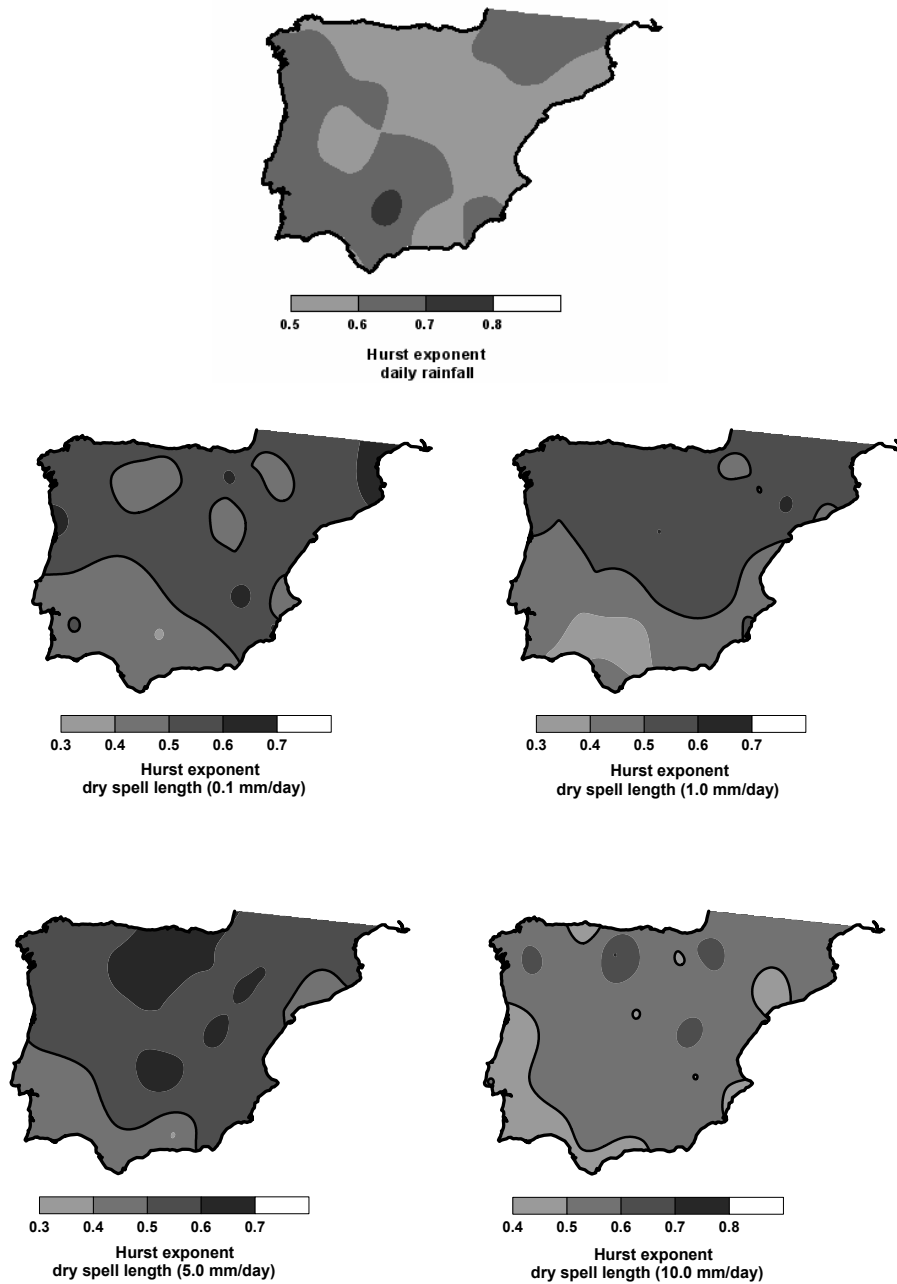 0.5 0.6 0.7 0.8
Hurst exponent
daily rainfall
0.3 0.4 0.5 0.6 0.7
Hurst exponent
dry spell length (0.1 mm/day)
0.3 0.4 0.5 0.6 0.7
Hurst exponent
dry spell length (1.0 mm/day)
0.3 0.4 0.5 0.6 0.7
Hurst exponent
dry spell length (5.0 mm/day)
0.4 0.5 0.6 0.7 0.8
Hurst exponent
dry spell length (10.0 mm/day)